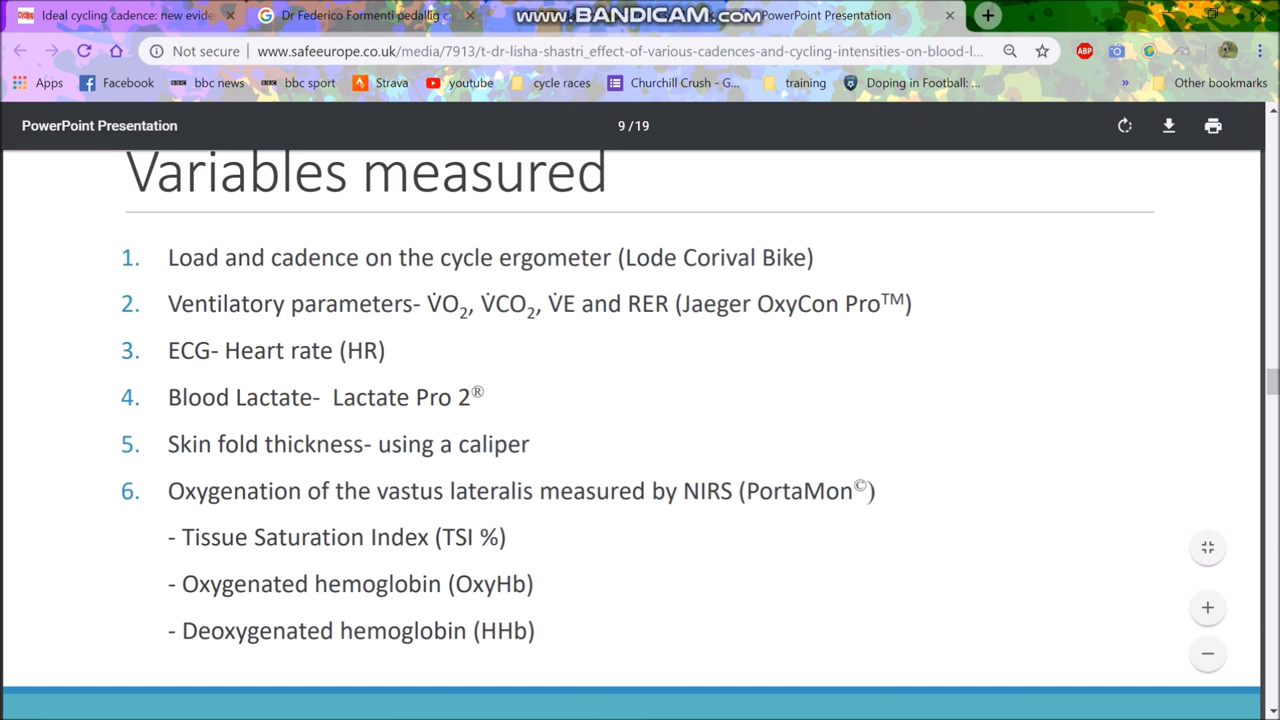 Ideal cycling cadence: new evide
Dr Federico Formenti pedallig c
www.BANDICAM.com
PowerPoint Presentation
Not secure
www.safeeurope.co.uk/media/7913/t-dr-lisha-shastri_effect-of-various-cadences-and-cycling-intensities-on-blood-l...
ABP
Apps
Facebook
bbc news
bbc sport
Strava
youtube
cycle races
Churchill Crush - G...
training
Doping in Football:...
»
Other bookmarks
PowerPoint Presentation
9 / 19
Variables measured
1. Load and cadence on the cycle ergometer (Lode Corival Bike)
2. Ventilatory parameters- V̇O₂, V̇CO₂, V̇E and RER (Jaeger OxyCon Pro™)
3. ECG- Heart rate (HR)
4. Blood Lactate- Lactate Pro 2®
5. Skin fold thickness- using a caliper
6. Oxygenation of the vastus lateralis measured by NIRS (PortaMon©)
- Tissue Saturation Index (TSI %)
- Oxygenated hemoglobin (OxyHb)
- Deoxygenated hemoglobin (HHb)